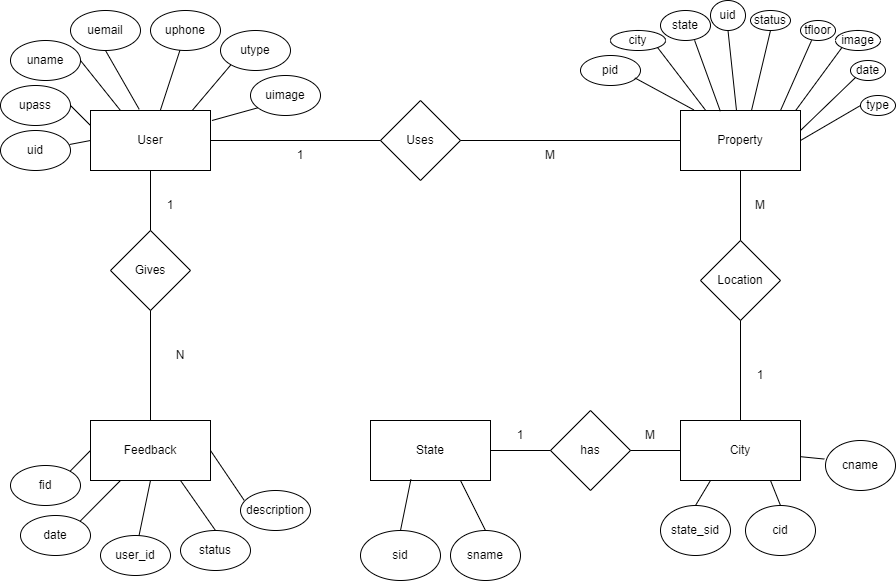 uemail
uphone
uname
utype
upass
uimage
uid
User
1
Uses
M
uid
state
status
city
tfloor
image
pid
date
type
Property
1
Gives
N
M
Location
1
Feedback
fid
date
user_id
status
description
State
1
has
M
City
sid
sname
state_sid
cid
cname